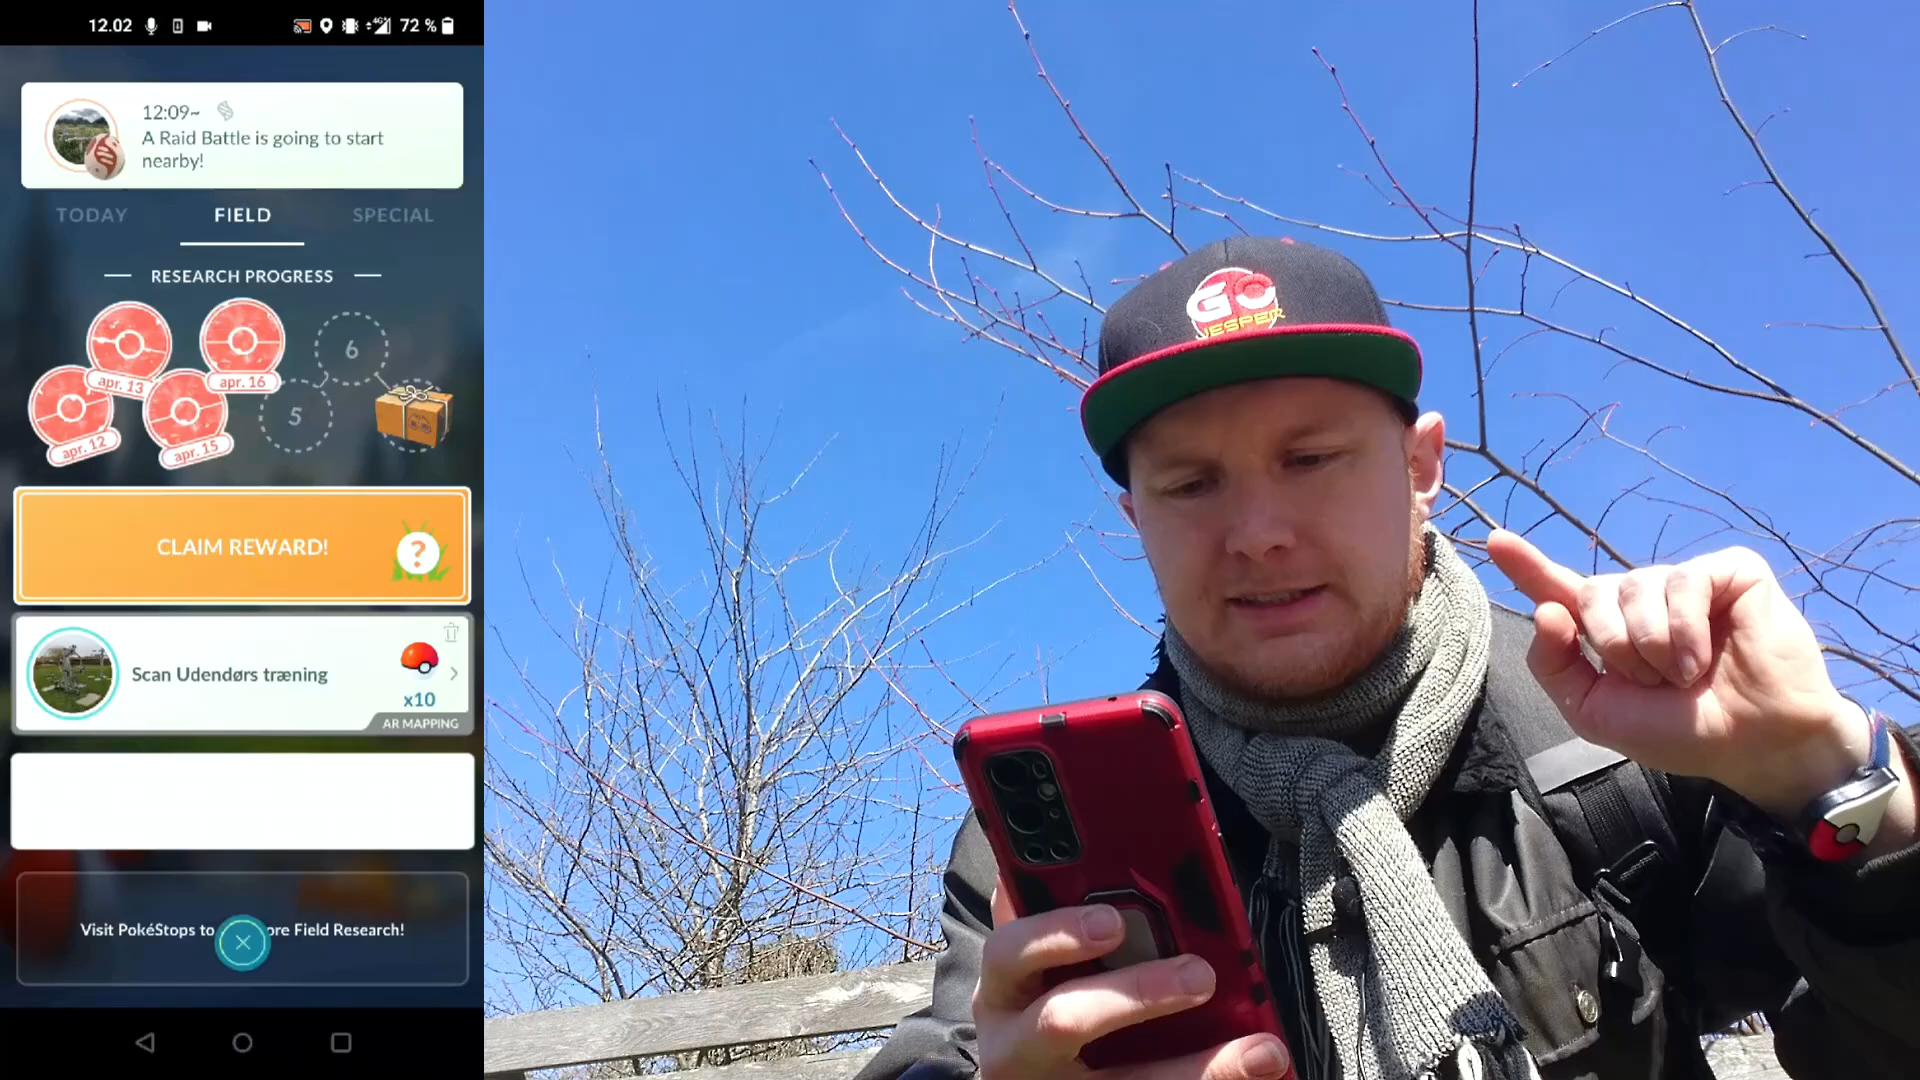 12.02
4G+
72 %
12:09~
A Raid Battle is going to start
nearby!
TODAY
FIELD
SPECIAL
RESEARCH PROGRESS
apr. 12
apr. 13
apr. 15
apr. 16
5
6
CLAIM REWARD!
?
Scan Udendørs træning
x10
AR MAPPING
Visit PokéStops to
ore Field Research!
GO
JESPER